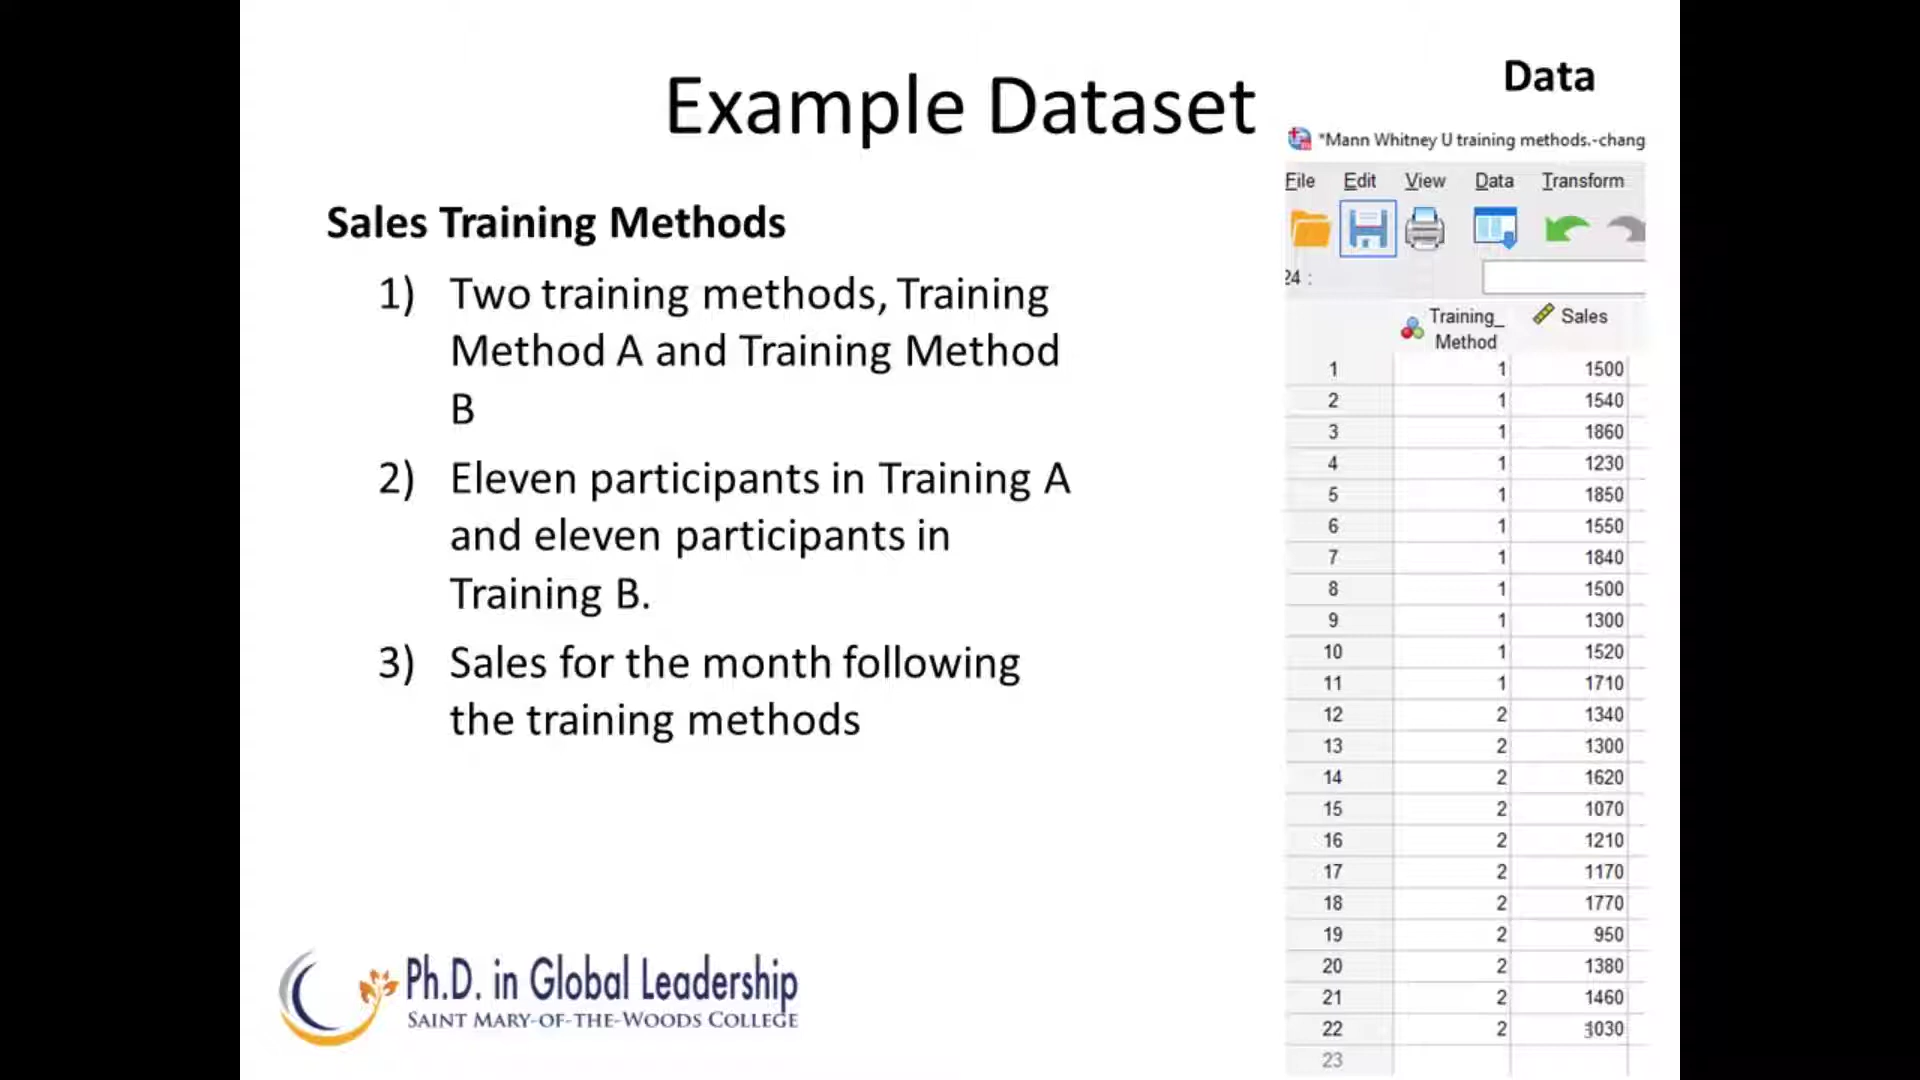 Example Dataset
Data
*Mann Whitney U training methods.-chang
File Edit View Data Transform
24 :
Training_
Method
Sales
1 1 1500
2 1 1540
3 1 1860
4 1 1230
5 1 1850
6 1 1550
7 1 1840
8 1 1500
9 1 1300
10 1 1520
11 1 1710
12 2 1340
13 2 1300
14 2 1620
15 2 1070
16 2 1210
17 2 1170
18 2 1770
19 2 950
20 2 1380
21 2 1460
22 2 1030
23
Sales Training Methods
1) Two training methods, Training
Method A and Training Method
B
2) Eleven participants in Training A
and eleven participants in
Training B.
3) Sales for the month following
the training methods
Ph.D. in Global Leadership
SAINT MARY-OF-THE-WOODS COLLEGE